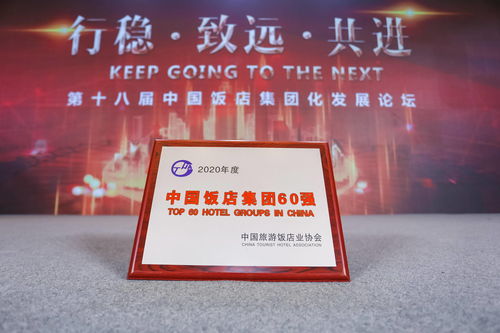 行稳·致远·共进
KEEP GOING TO THE NEXT
第十八届中国饭店集团化发展论坛
2020年度
中国饭店集团60强
TOP 60 HOTEL GROUPS IN CHINA
中国旅游饭店业协会
CHINA TOURIST HOTEL ASSOCIATION